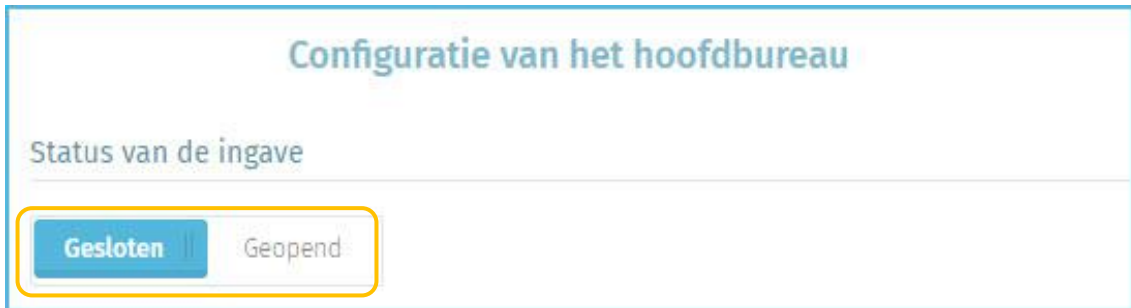 Configuratie van het hoofdbureau
Status van de ingave
Gesloten Geopend